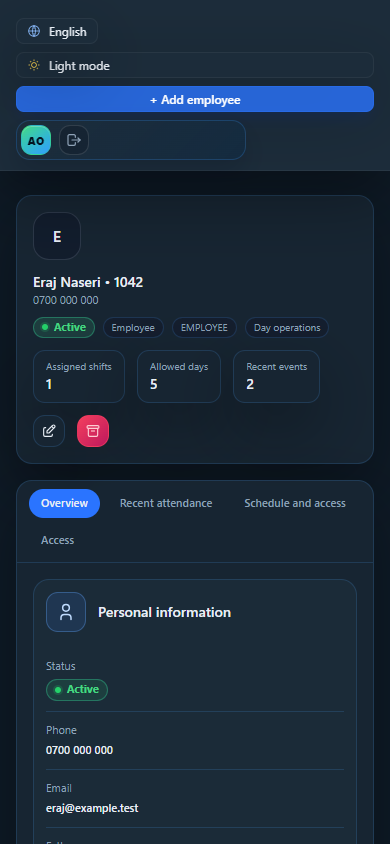 English
Light mode
+ Add employee
AO
E
Eraj Naseri • 1042
0700 000 000
Active
Employee
EMPLOYEE
Day operations
Assigned shifts
1
Allowed days
5
Recent events
2
Overview
Recent attendance
Schedule and access
Access
Personal information
Status
Active
Phone
0700 000 000
Email
eraj@example.test